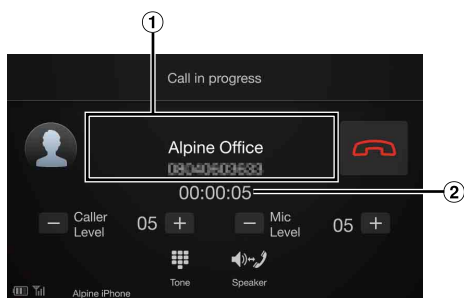 1
Call in progress
Alpine Office
00:00:05
2
Caller Level
05
Mic Level
05
Tone
Speaker
Alpine iPhone